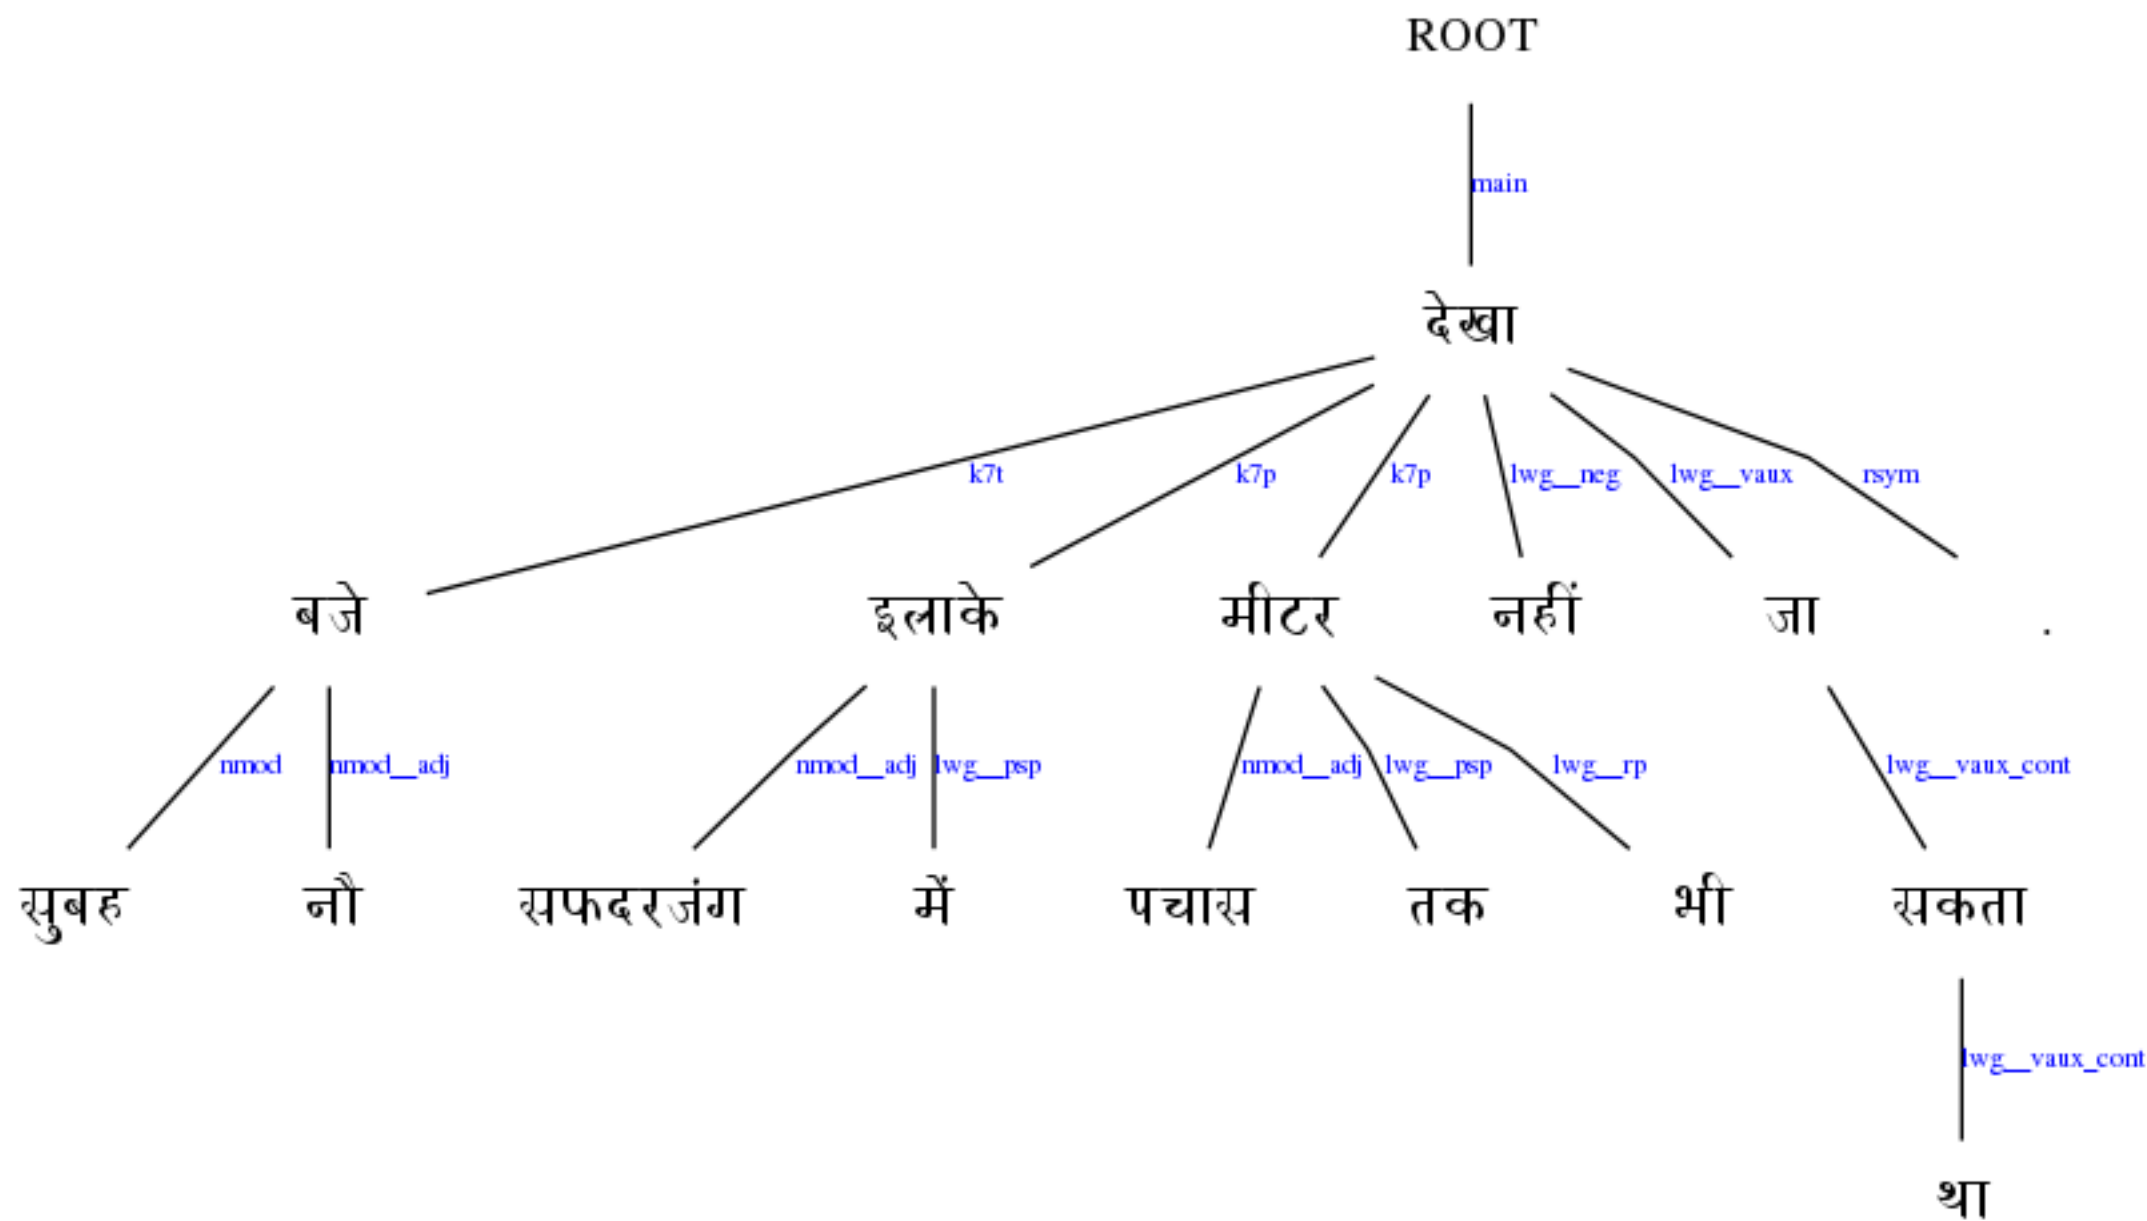 ROOT
main
देखा
k7t k7p k7p lwg__neg lwg__vaux rsym
बजे इलाके मीटर नहीं जा .
nmod nmod__adj nmod__adj lwg__psp nmod__adj lwg__psp lwg__rp lwg__vaux_cont
सुबह नौ सफदरजंग में पचास तक भी सकता
lwg__vaux_cont
था